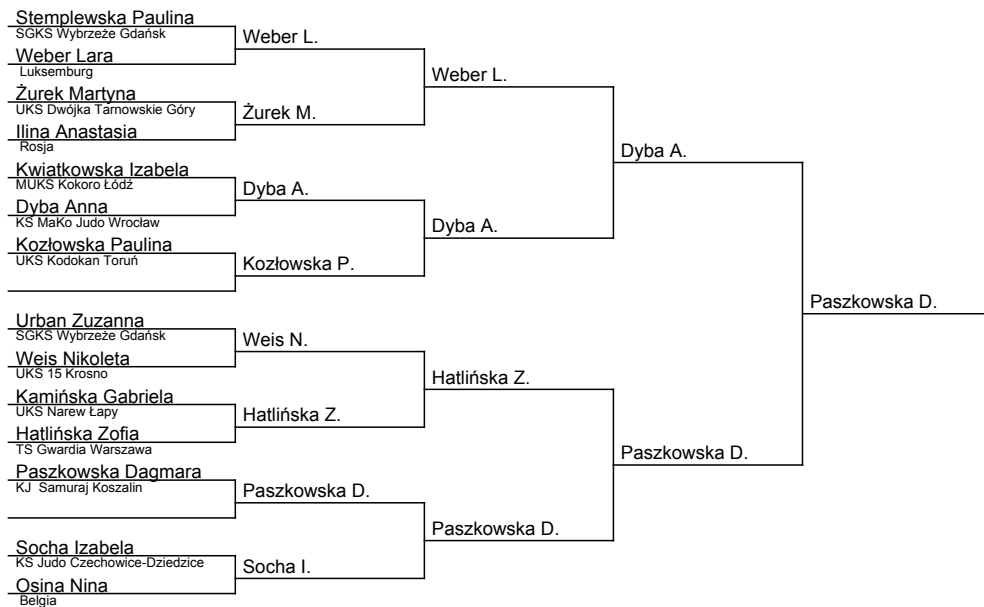 Stemplewska Paulina
SGKS Wybrzeże Gdańsk
Weber Lara
Luksemburg
Żurek Martyna
UKS Dwójka Tarnowskie Góry
Ilina Anastasia
Rosja
Kwiatkowska Izabela
MUKS Kokoro Łódź
Dyba Anna
KS MaKo Judo Wrocław
Kozłowska Paulina
UKS Kodokan Toruń
Urban Zuzanna
SGKS Wybrzeże Gdańsk
Weis Nikoleta
UKS 15 Krosno
Kamińska Gabriela
UKS Narew Łapy
Hatlińska Zofia
TS Gwardia Warszawa
Paszkowska Dagmara
KJ Samuraj Koszalin
Socha Izabela
KS Judo Czechowice-Dziedzice
Osina Nina
Belgia
Weber L.
Żurek M.
Dyba A.
Kozłowska P.
Weis N.
Hatlińska Z.
Paszkowska D.
Socha I.
Weber L.
Dyba A.
Hatlińska Z.
Paszkowska D.
Dyba A.
Paszkowska D.
Paszkowska D.